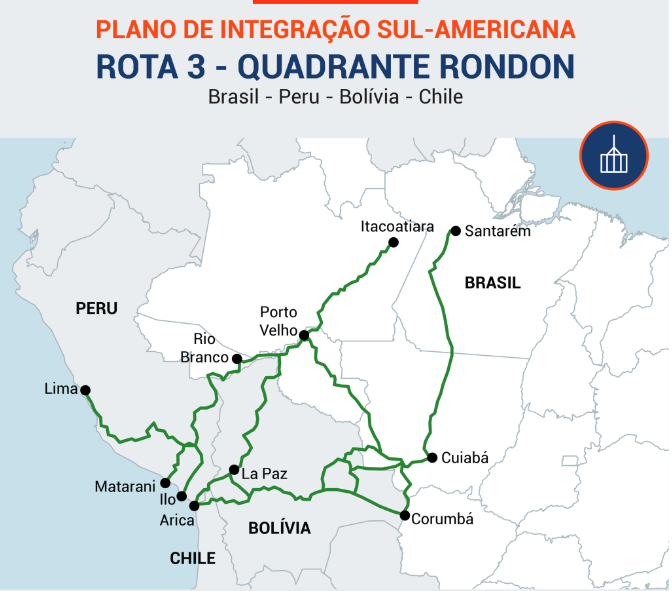 PLANO DE INTEGRAÇÃO SUL-AMERICANA
ROTA 3 - QUADRANTE RONDON
Brasil - Peru - Bolívia - Chile
Itacoatiara
Santarém
BRASIL
PERU
Porto
Velho
Rio
Branco
Lima
Cuiabá
La Paz
Matarani
Ilo
Arica
Corumbá
BOLÍVIA
CHILE